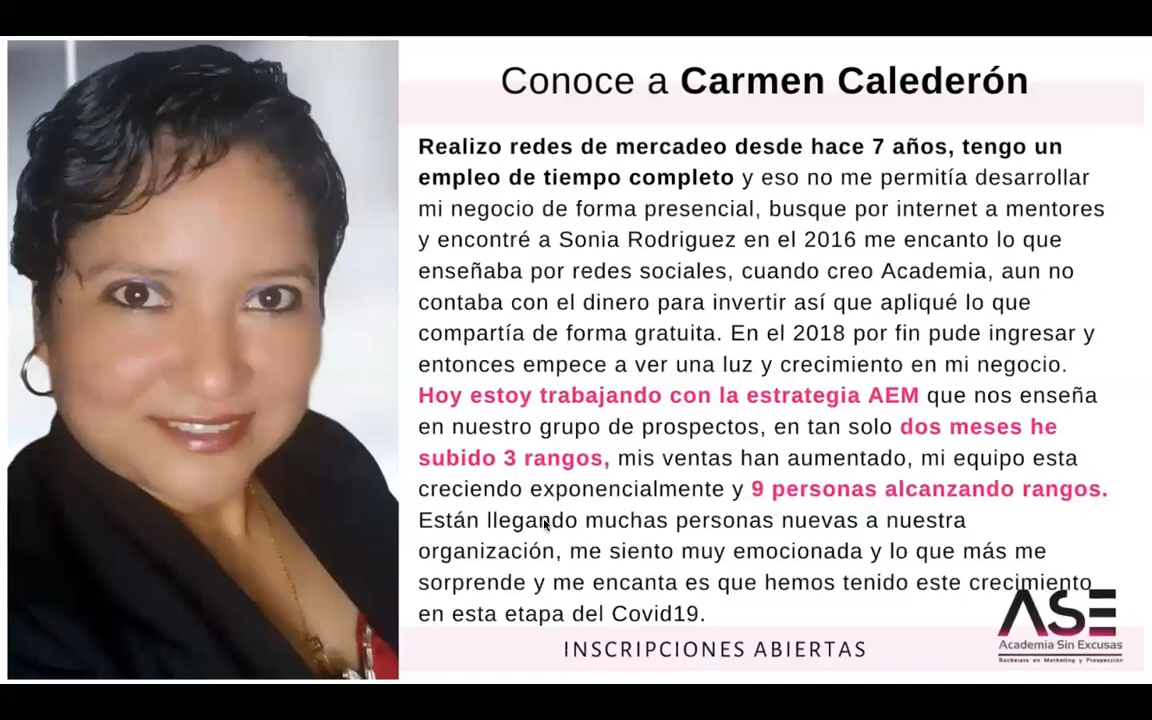 Conoce a Carmen Calederón
Realizo redes de mercadeo desde hace 7 años, tengo un
empleo de tiempo completo y eso no me permitía desarrollar
mi negocio de forma presencial, busque por internet a mentores
y encontré a Sonia Rodriguez en el 2016 me encanto lo que
enseñaba por redes sociales, cuando creo Academia, aun no
contaba con el dinero para invertir así que apliqué lo que
compartía de forma gratuita. En el 2018 por fin pude ingresar y
entonces empece a ver una luz y crecimiento en mi negocio.
Hoy estoy trabajando con la estrategia AEM que nos enseña
en nuestro grupo de prospectos, en tan solo dos meses he
subido 3 rangos, mis ventas han aumentado, mi equipo esta
creciendo exponencialmente y 9 personas alcanzando rangos.
Están llegando muchas personas nuevas a nuestra
organización, me siento muy emocionada y lo que más me
sorprende y me encanta es que hemos tenido este crecimiento
en esta etapa del Covid19.
INSCRIPCIONES ABIERTAS
ASE
Academia Sin Excusas
Rockstars en Marketing y Prospección